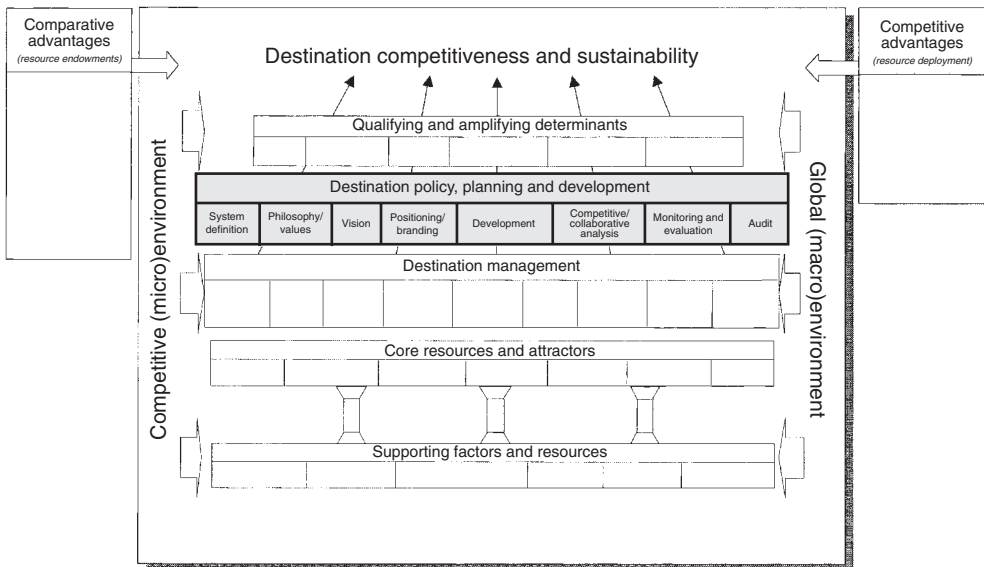 Comparative
advantages
(resource endowments)
Competitive
advantages
(resource deployment)
Destination competitiveness and sustainability
Competitive (micro)environment
Global (macro)environment
Qualifying and amplifying determinants
Destination policy, planning and development
System
definition
Philosophy/
values
Vision
Positioning/
branding
Development
Competitive/
collaborative
analysis
Monitoring and
evaluation
Audit
Destination management
Core resources and attractors
Supporting factors and resources